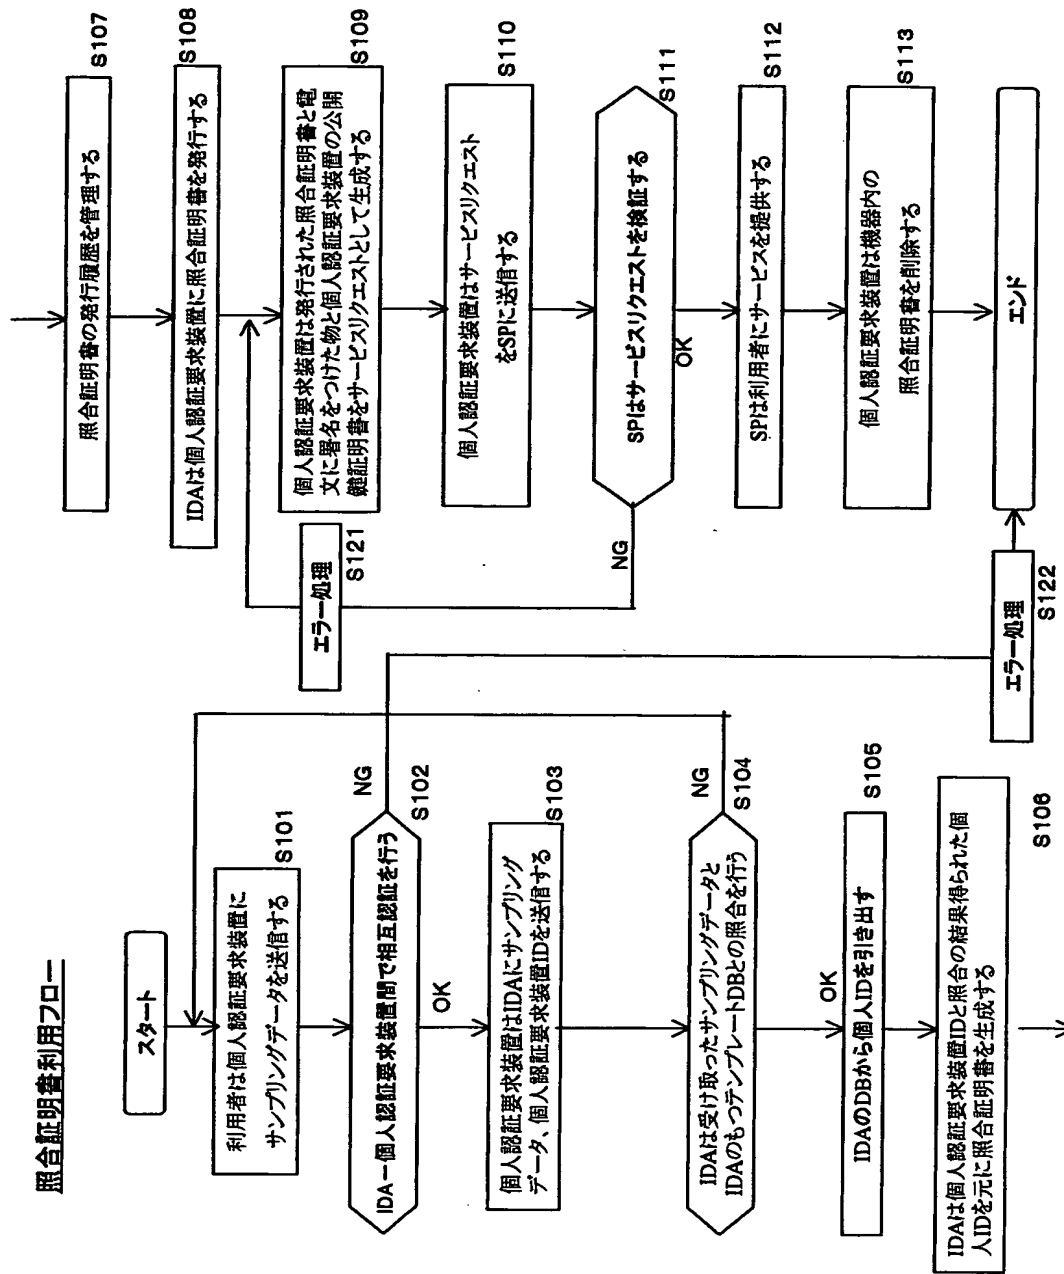 照合証明書利用フロー
スタート
利用者は個人認証要求装置に
サンプリングデータを送信する
S101
IDAー個人認証要求装置間で相互認証を行う
NG
S102
OK
個人認証要求装置はIDAにサンプリング
データ、個人認証要求装置IDを送信する
S103
IDAは受け取ったサンプリングデータと
IDAのもつテンプレートDBとの照合を行う
NG
S104
OK
IDAのDBから個人IDを引き出す
S105
IDAは個人認証要求装置IDと照合の結果得られた個
人IDを元に照合証明書を生成する
S106
照合証明書の発行履歴を管理する
S107
IDAは個人認証要求装置に照合証明書を発行する
S108
個人認証要求装置は発行された照合証明書と電
文に署名をつけた物と個人認証要求装置の公開
鍵証明書をサービスリクエストとして生成する
S109
エラー処理
S121
個人認証要求装置はサービスリクエスト
をSPに送信する
S110
SPはサービスリクエストを検証する
S111
NG
OK
SPは利用者にサービスを提供する
S112
個人認証要求装置は機器内の
照合証明書を削除する
S113
エラー処理
S122
エンド